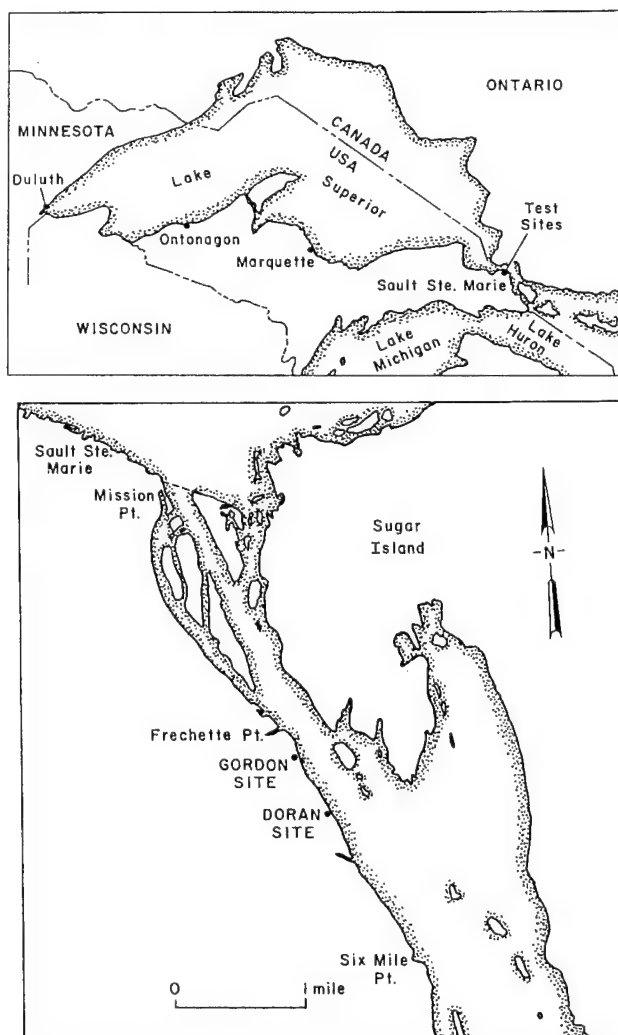 ONTARIO
MINNESOTA
CANADA
USA
Duluth
Lake
Superior
Test
Sites
Ontonagon
Marquette
Sault Ste. Marie
WISCONSIN
Lake
Michigan
Lake
Huron
Sault Ste.
Marie
Mission
Pt.
Sugar
Island
-N-
Frechette Pt.
GORDON
SITE
DORAN
SITE
Six Mile
Pt.
0 1 mile